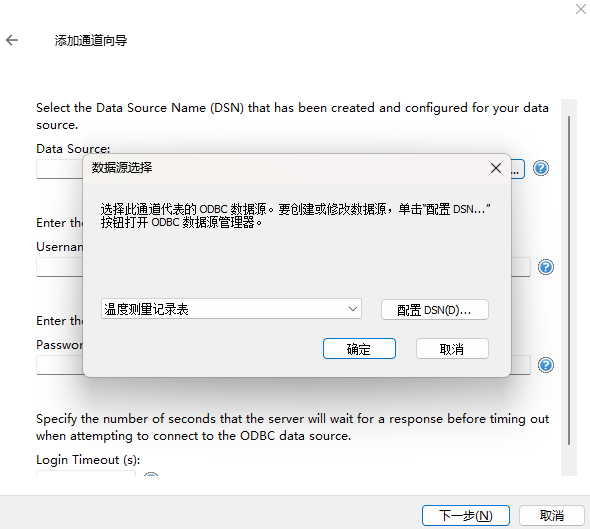 添加通道向导
Select the Data Source Name (DSN) that has been created and configured for your data
source.
Data Source:
...
数据源选择
选择此通道代表的 ODBC 数据源。要创建或修改数据源，单击“配置 DSN...”
按钮打开 ODBC 数据源管理器。
温度测量记录表
配置 DSN(D)...
确定
取消
Enter the
Usernam
Enter the
Passwor
Specify the number of seconds that the server will wait for a response before timing out
when attempting to connect to the ODBC data source.
Login Timeout (s):
下一步(N)
取消